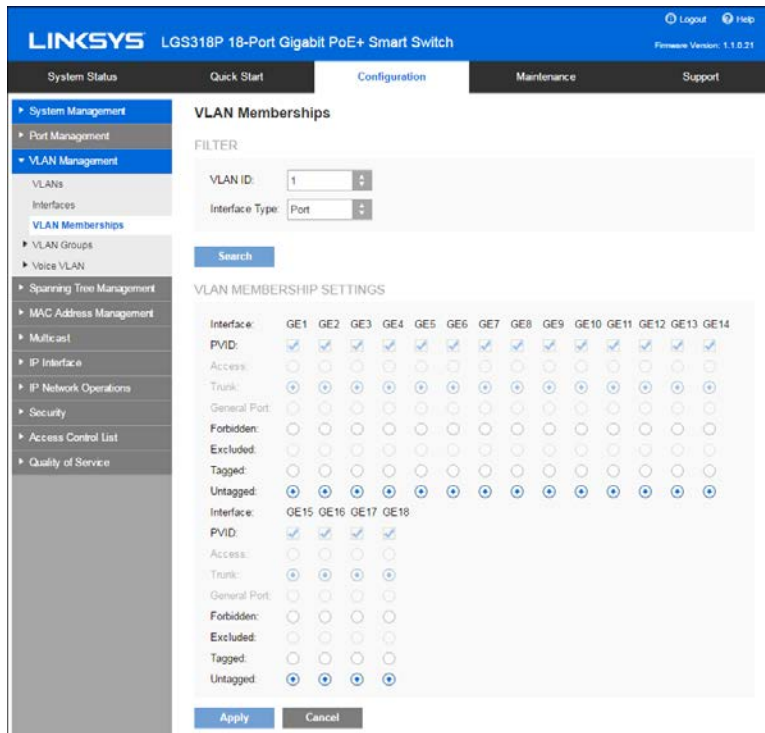 Logout Help
LINKSYS LGS318P 18-Port Gigabit PoE+ Smart Switch
Firmware Version: 1.1.0.21
System Status Quick Start Configuration Maintenance Support
System Management
Port Management
VLAN Management
VLANs
Interfaces
VLAN Memberships
VLAN Groups
Voice VLAN
Spanning Tree Management
MAC Address Management
Multicast
IP Interface
IP Network Operations
Security
Access Control List
Quality of Service
VLAN Memberships
FILTER
VLAN ID: 1
Interface Type: Port
Search
VLAN MEMBERSHIP SETTINGS
Interface: GE1 GE2 GE3 GE4 GE5 GE6 GE7 GE8 GE9 GE10 GE11 GE12 GE13 GE14
PVID:
Access:
Trunk:
General Port:
Forbidden:
Excluded:
Tagged:
Untagged:
Interface: GE15 GE16 GE17 GE18
PVID:
Access:
Trunk:
General Port:
Forbidden:
Excluded:
Tagged:
Untagged:
Apply Cancel